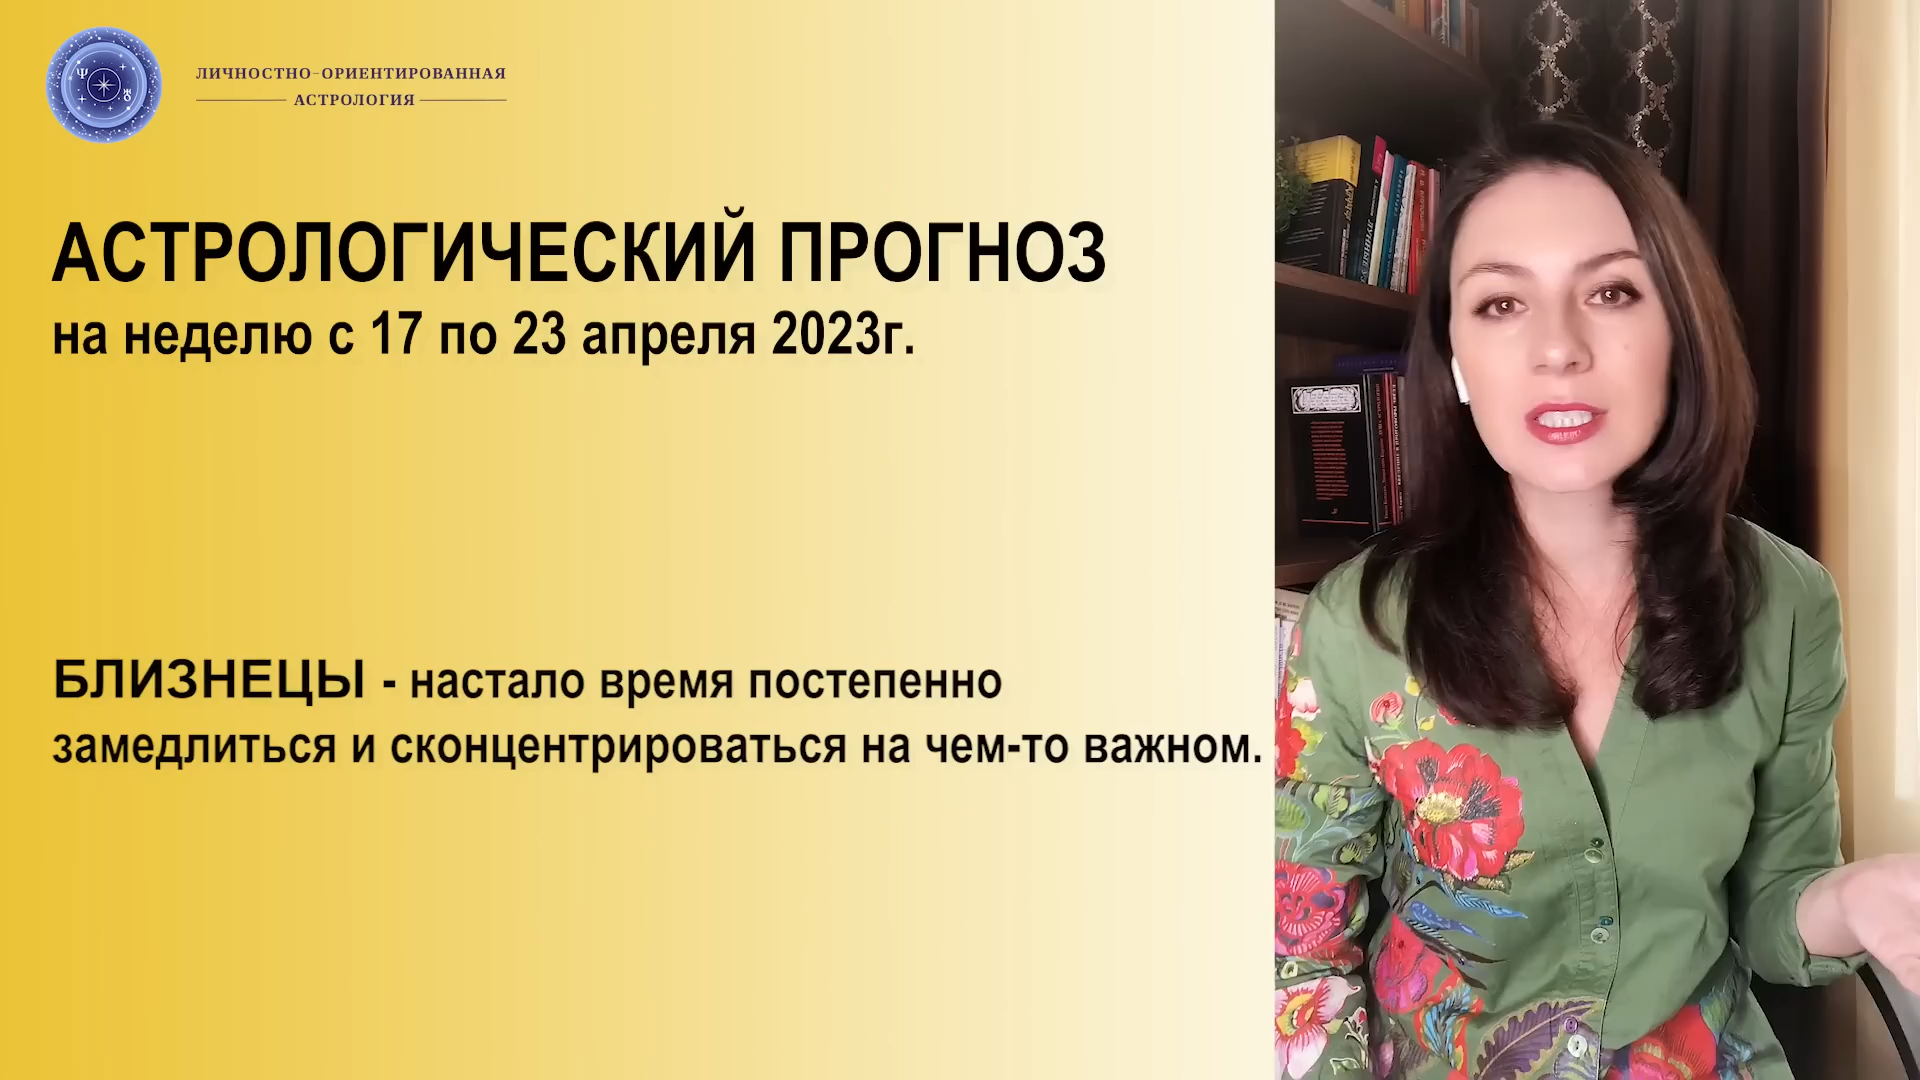 ЛИЧНОСТНО-ОРИЕНТИРОВАННАЯ
АСТРОЛОГИЯ
АСТРОЛОГИЧЕСКИЙ ПРОГНОЗ
на неделю с 17 по 23 апреля 2023г.
БЛИЗНЕЦЫ - настало время постепенно
замедлиться и сконцентрироваться на чем-то важном.